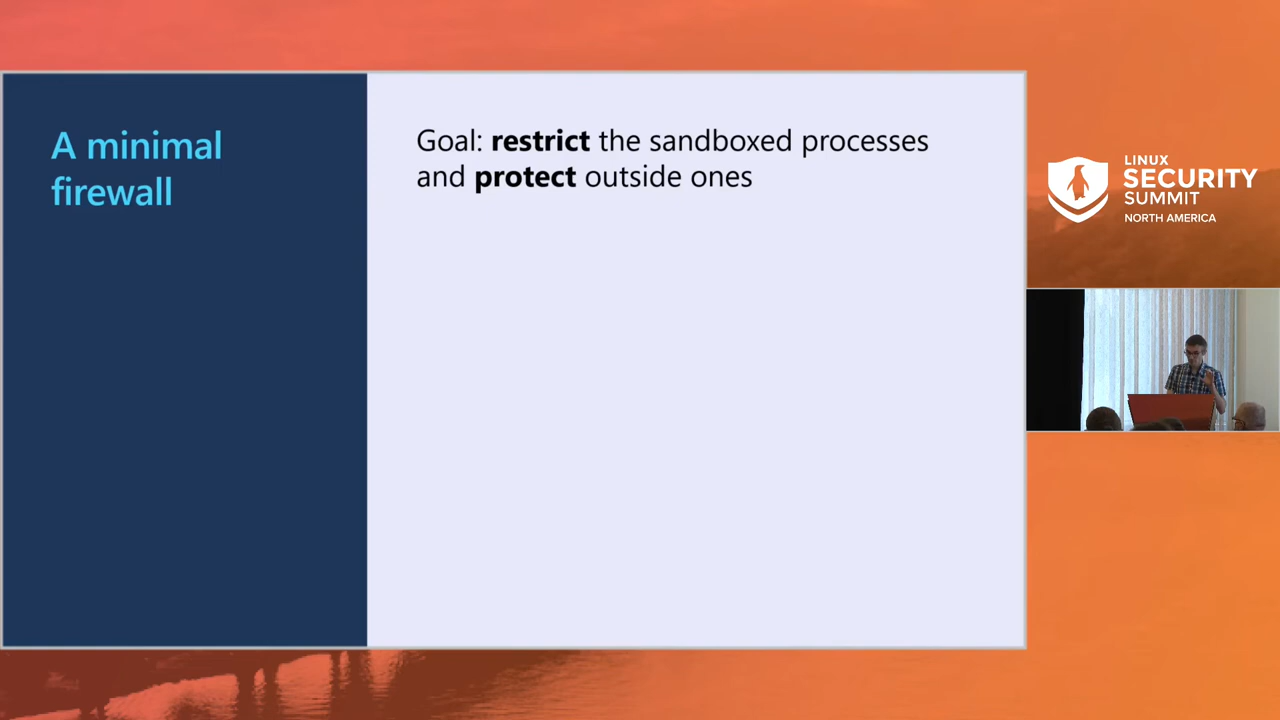 A minimal
firewall
Goal: restrict the sandboxed processes
and protect outside ones
LINUX
SECURITY
SUMMIT
NORTH AMERICA